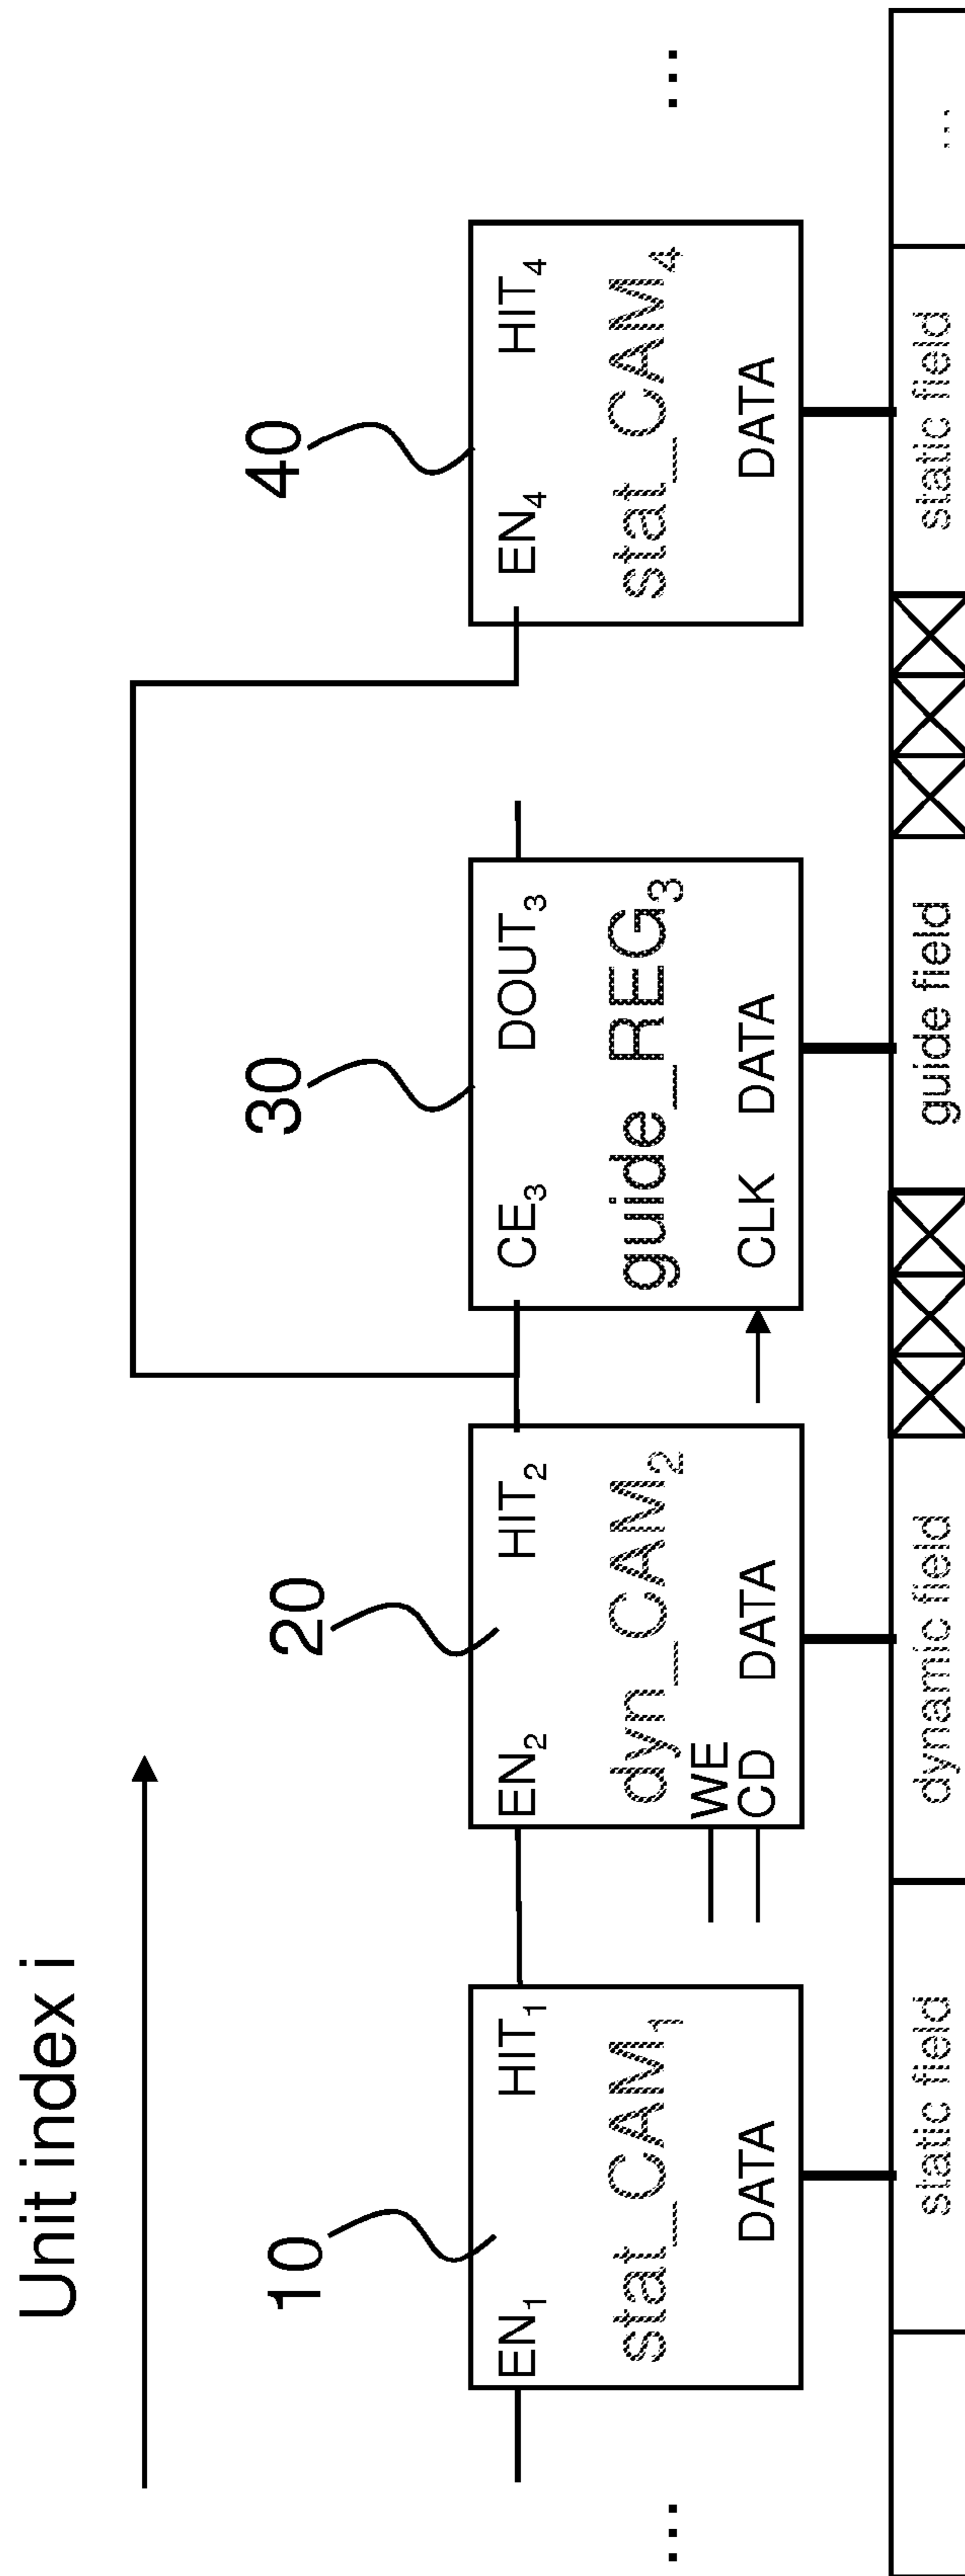 Unit index i
10
20
30
40
EN1 HIT1
stat_CAM1
DATA
EN2 HIT2
dyn_CAM2
WE
CD DATA
CE3 DOUT3
guide_REG3
CLK DATA
EN4 HIT4
stat_CAM4
DATA
...
...
static field
dynamic field
guide field
static field
...